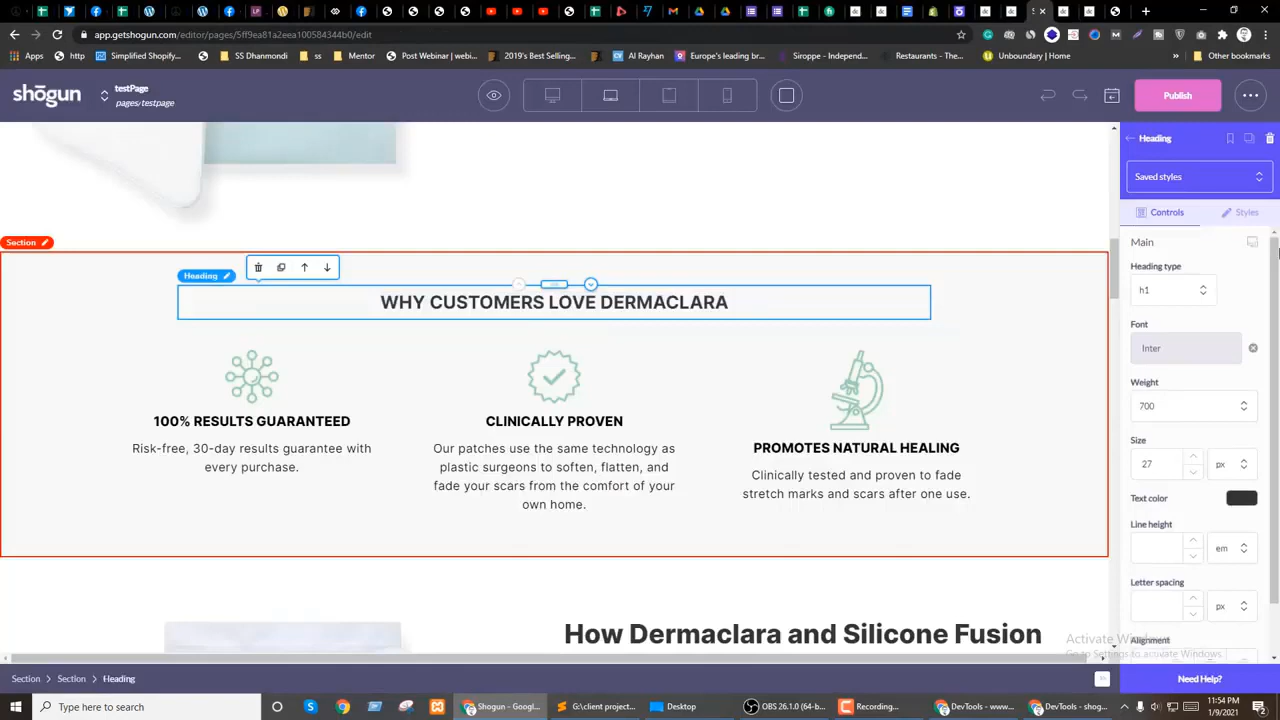 app.getshogun.com/editor/pages/5ff9ea81a2eea100584344b0/edit
Apps
http
Simplified Shopify...
SS Dhanmondi
ss
Mentor
Post Webinar | web...
2019's Best Selling...
Al Rayhan
Europe's leading br...
Siroppe - Independ...
Restaurants - The...
Unboundary | Home
Other bookmarks
shōgun
testPage
pages/testpage
Publish
Heading
Saved styles
Controls
Styles
Section
Heading
WHY CUSTOMERS LOVE DERMACLARA
100% RESULTS GUARANTEED
Risk-free, 30-day results guarantee with
every purchase.
CLINICALLY PROVEN
Our patches use the same technology as
plastic surgeons to soften, flatten, and
fade your scars from the comfort of your
own home.
PROMOTES NATURAL HEALING
Clinically tested and proven to fade
stretch marks and scars after one use.
How Dermaclara and Silicone Fusion
Main
Heading type
h1
Font
Inter
Weight
700
Size
27
px
Text color
Line height
em
Letter spacing
px
Alignment
Activate Windows
Go to Settings to activate Windows.
Section
Section
Heading
Need Help?
Type here to search
Shogun - Googl...
G:\client project...
Desktop
OBS 26.1.0 (64-b...
Recording...
DevTools - www...
DevTools - shog...
11:54 PM
1/9/2021